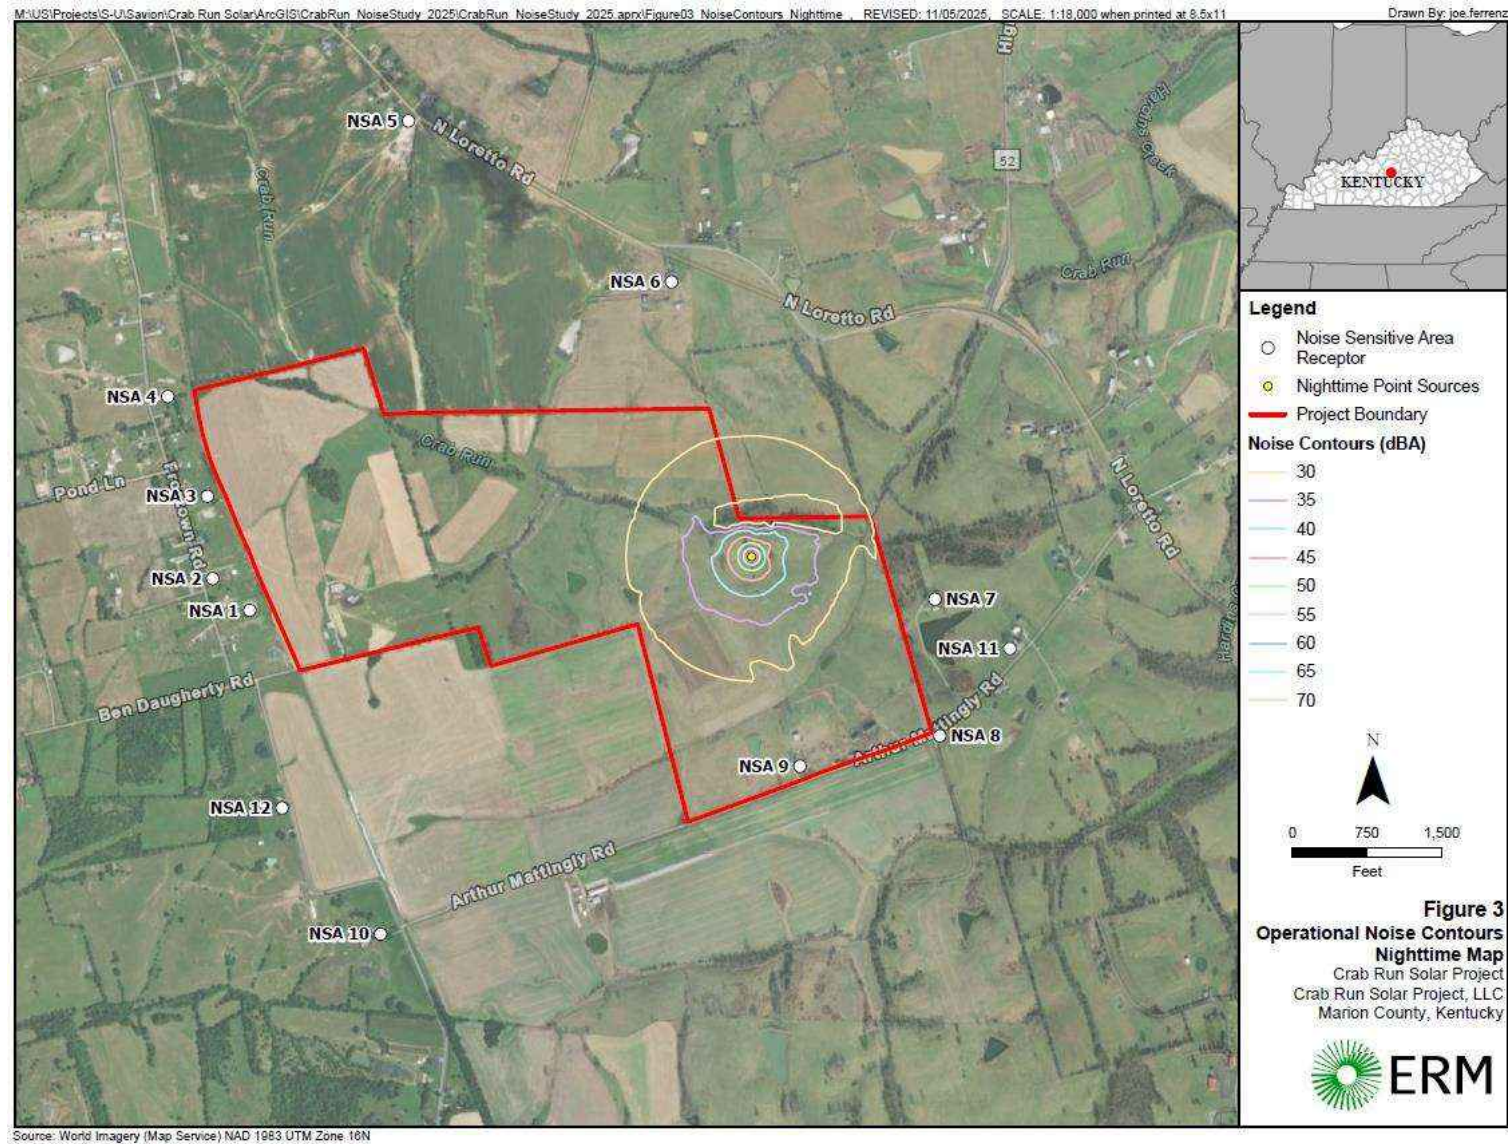 M:\US\Projects\S-U\Savion\Crab Run Solar\ArcGIS\CrabRun_NoiseStudy_2025\CrabRun_NoiseStudy_2025.aprx\Figure03_NoiseContours_Nighttime , REVISED: 11/05/2025, SCALE: 1:18,000 when printed at 8.5x11
Drawn By: joe.ferrenz
Hig
Hardins Creek
NSA 5
N Loretto Rd
52
Crab Run
KENTUCKY
Crab Run
NSA 6
N Loretto Rd
Legend
Noise Sensitive Area
Receptor
Nighttime Point Sources
Project Boundary
Noise Contours (dBA)
30
35
40
45
50
55
60
65
70
NSA 4
Crab Run
Pond Ln
NSA 3
N Loretto Rd
NSA 2
NSA 1
NSA 7
NSA 11
Ben Daugherty Rd
NSA 8
Arthur Mattingly Rd
NSA 9
NSA 12
Arthur Mattingly Rd
NSA 10
N
0 750 1,500
Feet
Figure 3
Operational Noise Contours
Nighttime Map
Crab Run Solar Project
Crab Run Solar Project, LLC
Marion County, Kentucky
ERM
Source: World Imagery (Map Service) NAD 1983 UTM Zone 16N